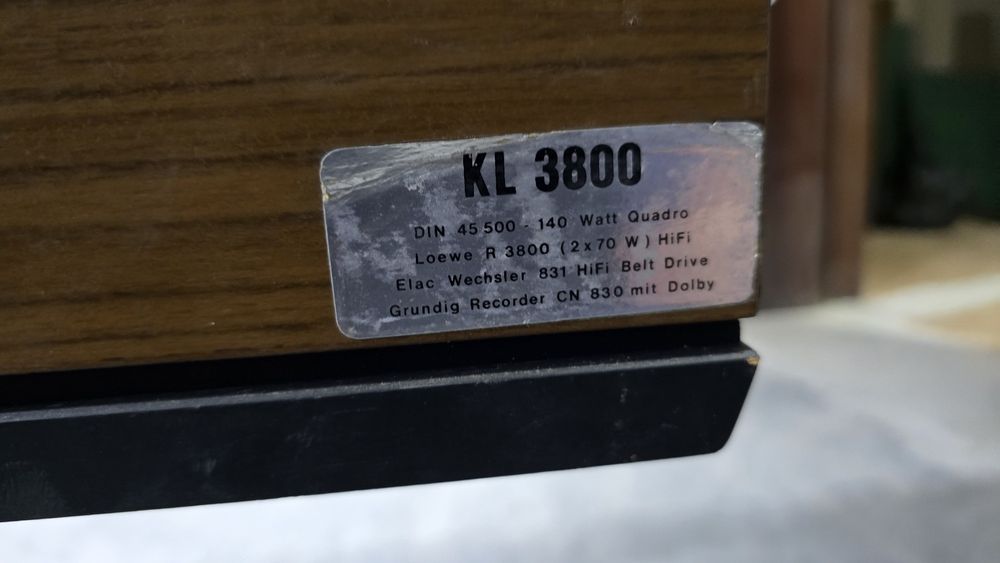 KL 3800
DIN 45 500 - 140 Watt Quadro
Loewe R 3800 ( 2 x 70 W ) HiFi
Elac Wechsler 831 HiFi Belt Drive
Grundig Recorder CN 830 mit Dolby